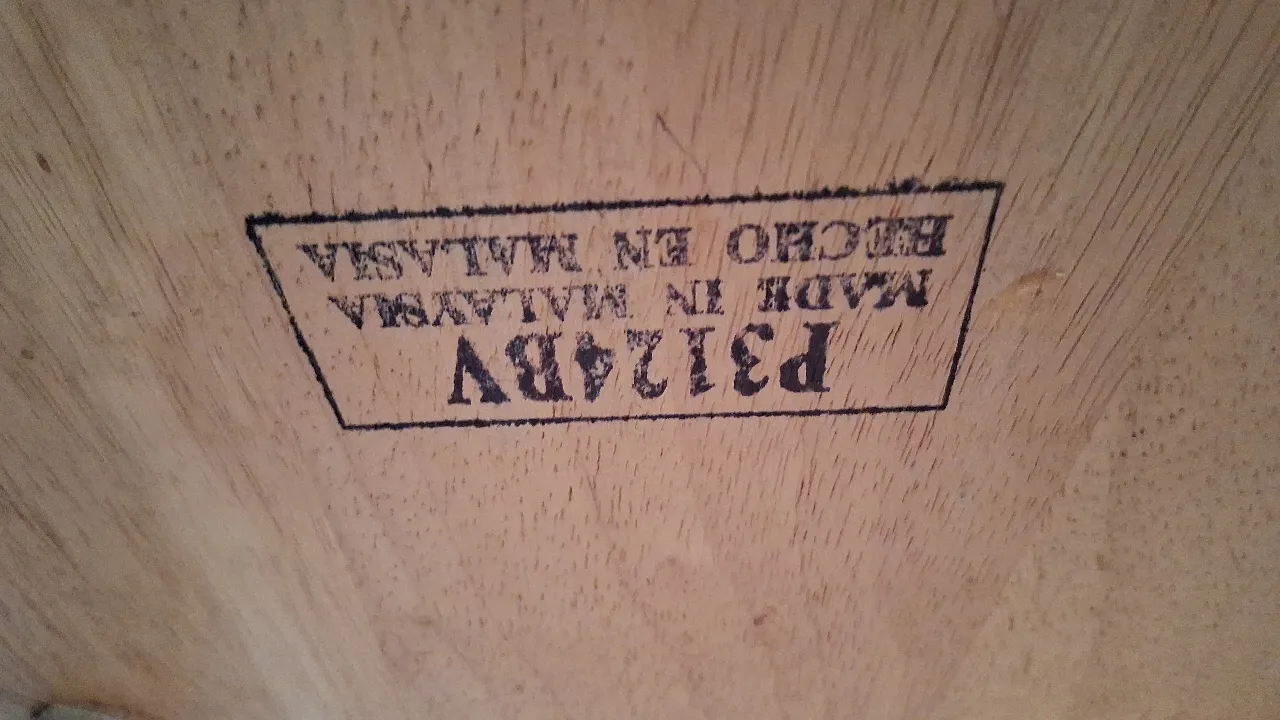 P3124BV
MADE IN MALAYSIA
HECHO EN MALASIA